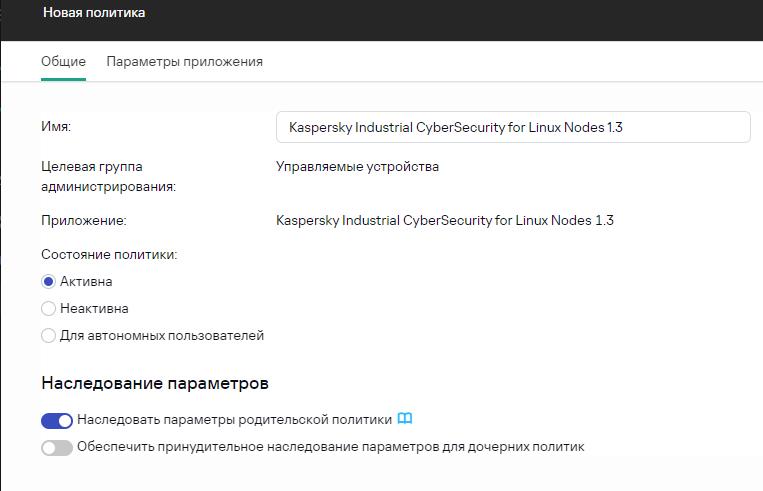 Новая политика
Общие Параметры приложения
Имя: Kaspersky Industrial CyberSecurity for Linux Nodes 1.3
Целевая группа администрирования: Управляемые устройства
Приложение: Kaspersky Industrial CyberSecurity for Linux Nodes 1.3
Состояние политики:
Активна
Неактивна
Для автономных пользователей
Наследование параметров
Наследовать параметры родительской политики
Обеспечить принудительное наследование параметров для дочерних политик